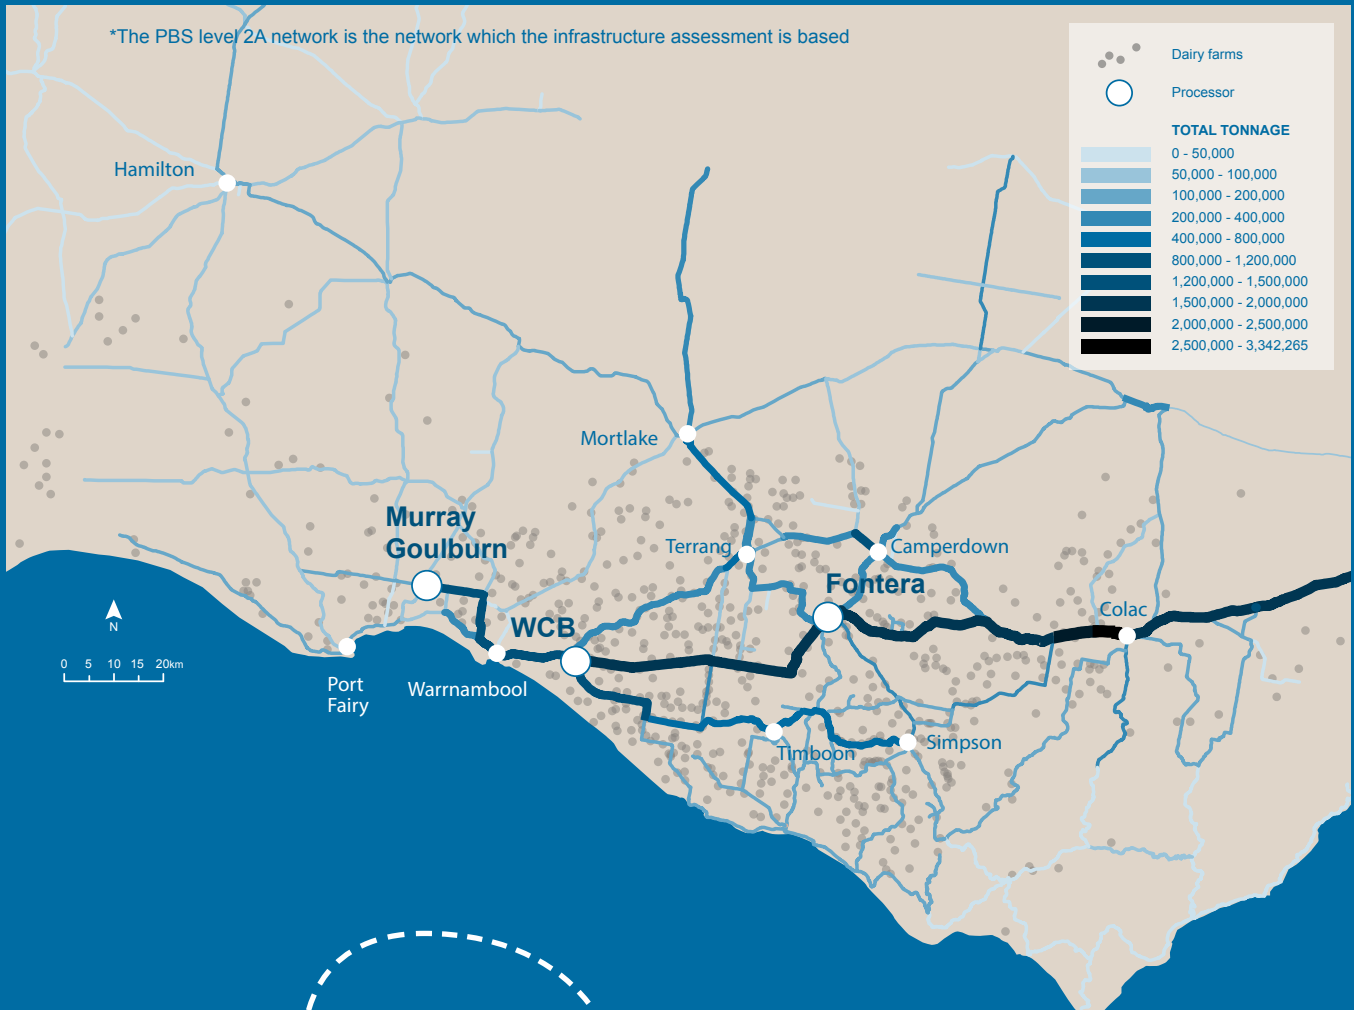 *The PBS level 2A network is the network which the infrastructure assessment is based
Dairy farms
Processor
TOTAL TONNAGE
0 - 50,000
50,000 - 100,000
100,000 - 200,000
200,000 - 400,000
400,000 - 800,000
800,000 - 1,200,000
1,200,000 - 1,500,000
1,500,000 - 2,000,000
2,000,000 - 2,500,000
2,500,000 - 3,342,265
Hamilton
Mortlake
Murray
Goulburn
Terrang
Camperdown
Fontera
Colac
WCB
N
0 5 10 15 20km
Port
Fairy
Warrnambool
Timboon
Simpson